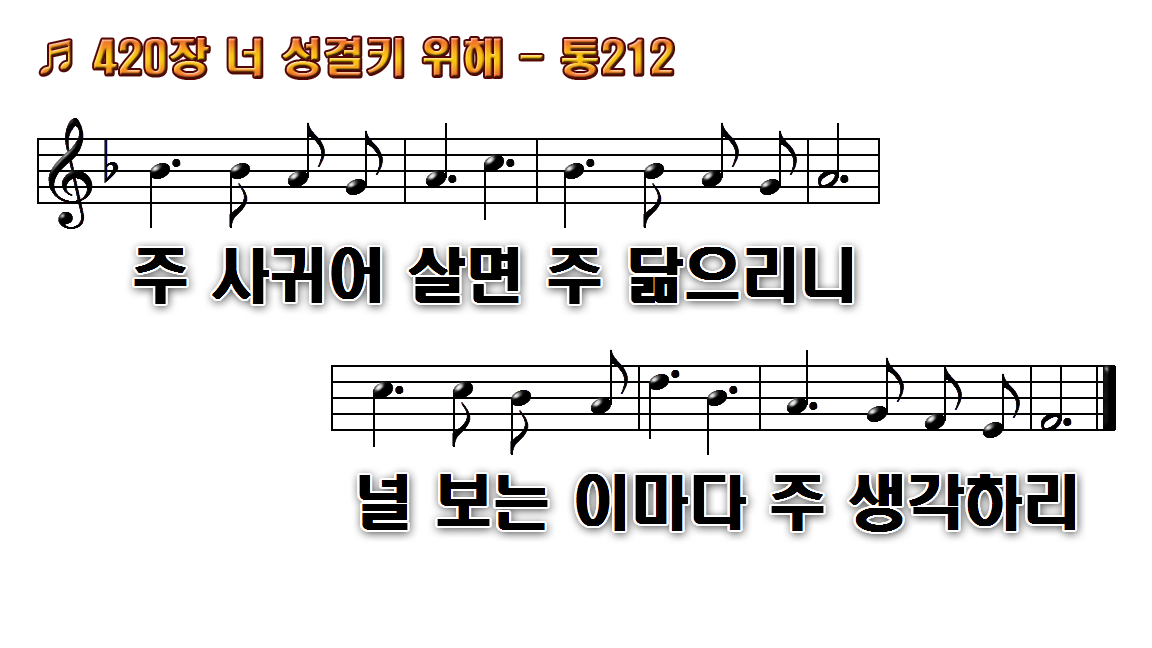 420장 너 성결키 위해 - 통212
주 사귀어 살면 주 닮으리니
널 보는 이마다 주 생각하리